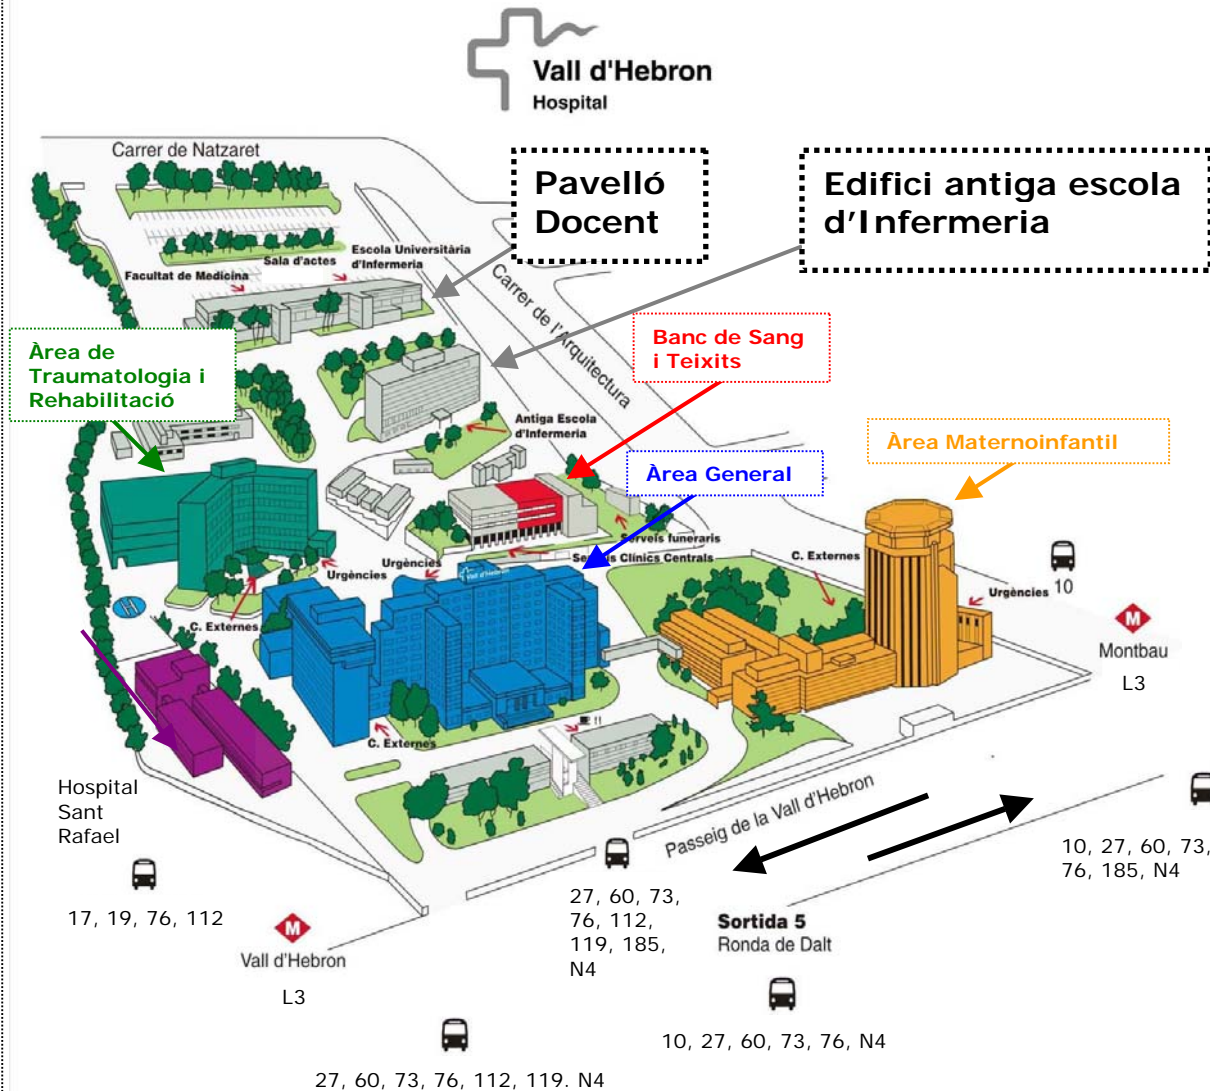 Vall d'Hebron
Hospital
Carrer de Natzaret
Pavelló
Docent
Edifici antiga escola
d'Infermeria
Sala d'actes
Escola Universitària
d'Infermeria
Facultat de Medicina
Carrer de l'Arquitectura
Banc de Sang
i Teixits
Àrea de
Traumatologia i
Rehabilitació
Antiga Escola
d'Infermeria
Àrea General
Àrea Maternoinfantil
Serveis funeraris
Serveis Clínics Centrals
C. Externes
Urgències
Urgències
Vall d'Hebron
Urgències
10
H
C. Externes
M
Montbau
L3
C. Externes
!!
Hospital
Sant
Rafael
Passeig de la Vall d'Hebron
10, 27, 60, 73,
76, 185, N4
17, 19, 76, 112
27, 60, 73,
76, 112,
119, 185,
N4
Sortida 5
Ronda de Dalt
M
Vall d'Hebron
L3
10, 27, 60, 73, 76, N4
27, 60, 73, 76, 112, 119. N4